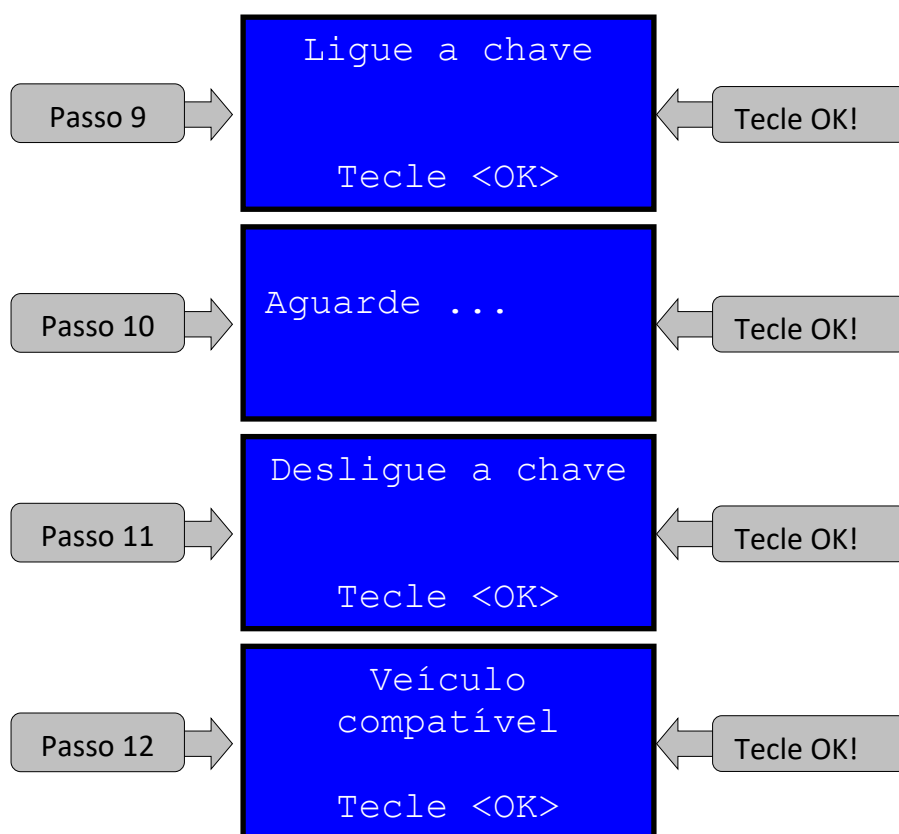 Passo 9
Ligue a chave
Tecle <OK>
Tecle OK!
Passo 10
Aguarde ...
Tecle OK!
Passo 11
Desligue a chave
Tecle <OK>
Tecle OK!
Passo 12
Veículo
compatível
Tecle <OK>
Tecle OK!